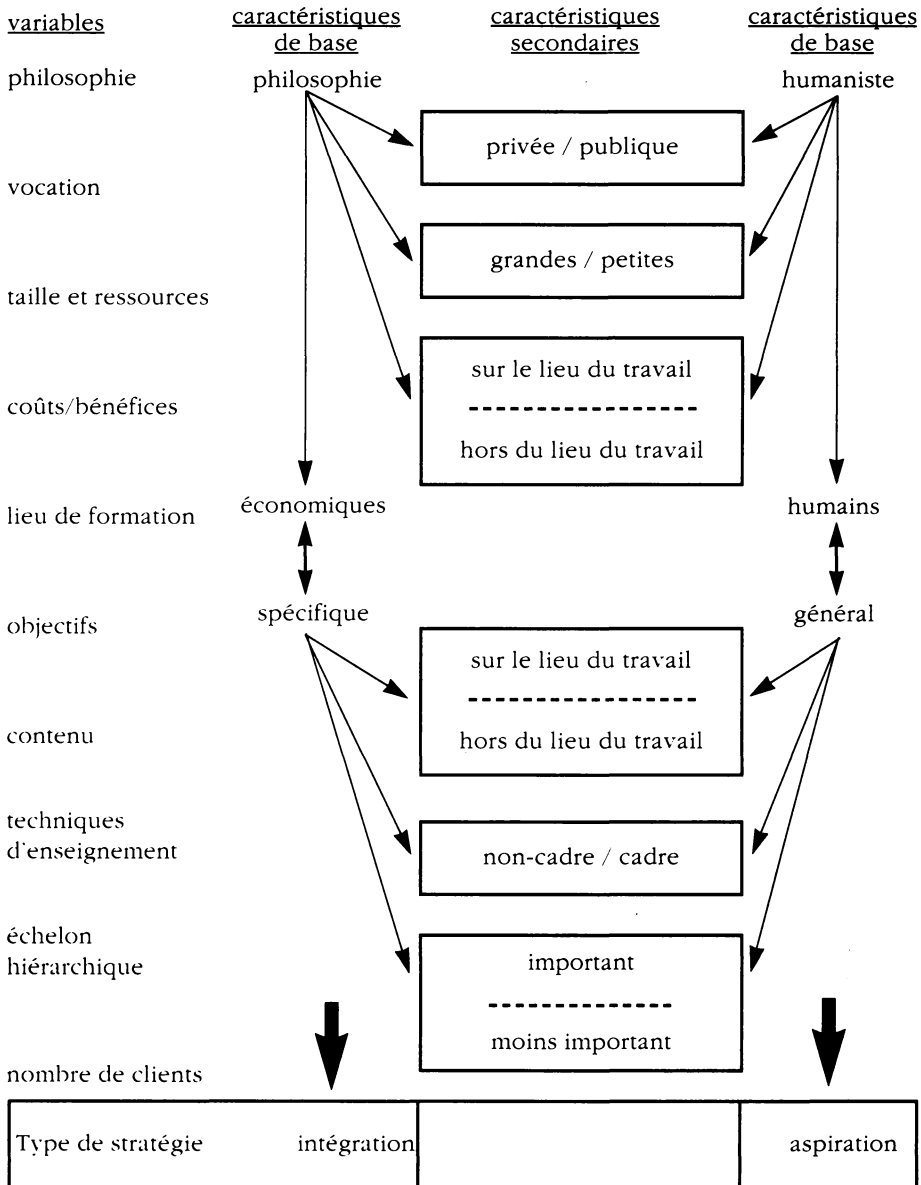 variables
caractéristiques
de base
caractéristiques
secondaires
caractéristiques
de base
philosophie
philosophie
humaniste
privée / publique
vocation
grandes / petites
taille et ressources
sur le lieu du travail
coûts/bénéfices
hors du lieu du travail
lieu de formation
économiques
humains
objectifs
spécifique
général
sur le lieu du travail
contenu
hors du lieu du travail
techniques
d'enseignement
non-cadre / cadre
échelon
hiérarchique
important
moins important
nombre de clients
Type de stratégie
intégration
aspiration